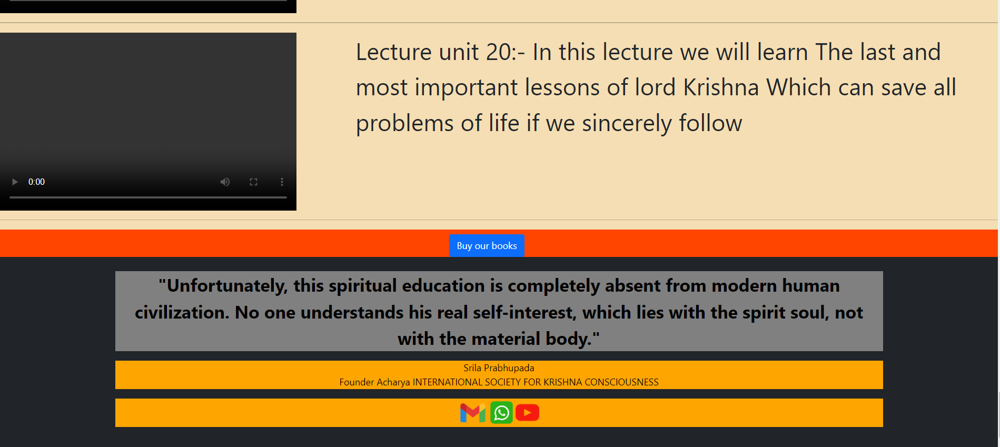 Lecture unit 20:- In this lecture we will learn The last and
most important lessons of lord Krishna Which can save all
problems of life if we sincerely follow
0:00
Buy our books
"Unfortunately, this spiritual education is completely absent from modern human
civilization. No one understands his real self-interest, which lies with the spirit soul, not
with the material body."
Srila Prabhupada
Founder Acharya INTERNATIONAL SOCIETY FOR KRISHNA CONSCIOUSNESS